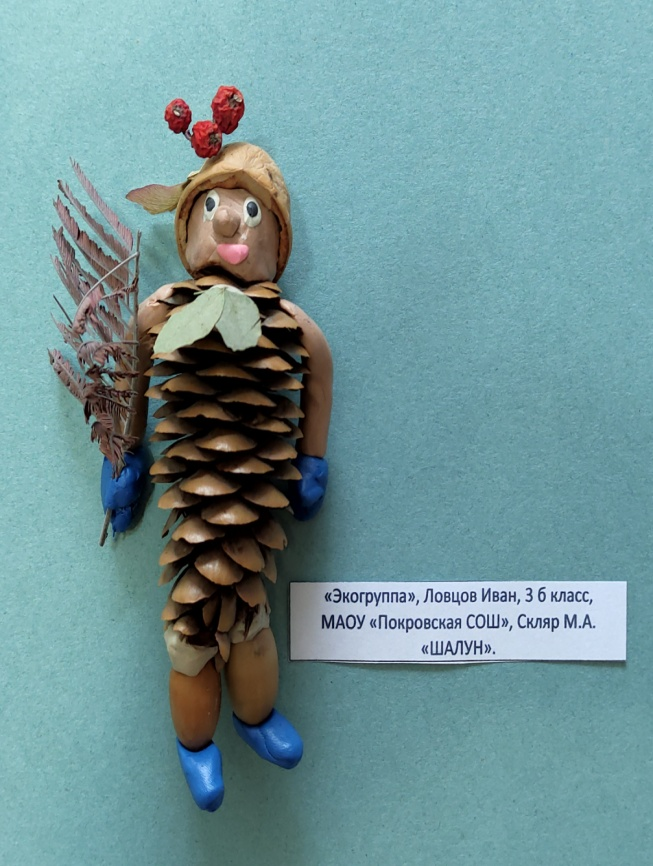 «Экогруппа», Ловцов Иван, 3 б класс,
МАОУ «Покровская СОШ», Скляр М.А.
«ШАЛУН».